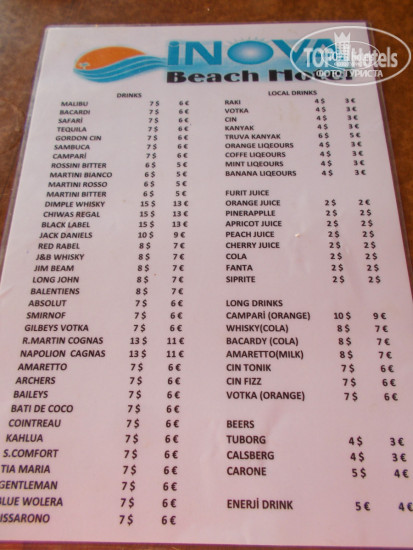 iNOVA
Beach Hotel
TOPHotels
ФОТО ТУРИСТА
DRINKS
MALIBU 7 $ 6 €
BACARDI 7 $ 6 €
SAFARİ 7 $ 6 €
TEQUILA 7 $ 6 €
GORDON CIN 7 $ 6 €
SAMBUCA 7 $ 6 €
CAMPARİ 7 $ 6 €
ROSSINI BITTER 6 $ 5 €
MARTINI BIANCO 6 $ 5 €
MARTINI ROSSO 6 $ 5 €
MARTINI BITTER 6 $ 5 €
DIMPLE WHISKY 15 $ 13 €
CHIWAS REGAL 15 $ 13 €
BLACK LABEL 15 $ 13 €
JACK DANIELS 10 $ 9 €
RED RABEL 8 $ 7 €
J&B WHISKY 8 $ 7 €
JIM BEAM 8 $ 7 €
LONG JOHN 8 $ 7 €
BALENTIENS 8 $ 7 €
ABSOLUT 7 $ 6 €
SMIRNOF 7 $ 6 €
GILBEYS VOTKA 7 $ 6 €
R.MARTIN COGNAS 13 $ 11 €
NAPOLION CAGNAS 13 $ 11 €
AMARETTO 7 $ 6 €
ARCHERS 7 $ 6 €
BAILEYS 7 $ 6 €
BATI DE COCO 7 $ 6 €
COINTREAU 7 $ 6 €
KAHLUA 7 $ 6 €
S.COMFORT 7 $ 6 €
TIA MARIA 7 $ 6 €
GENTLEMAN 7 $ 6 €
BLUE WOLERA 7 $ 6 €
ISSARONO 7 $ 6 €
LOCAL DRINKS
RAKI 4 $ 3 €
VOTKA 4 $ 3 €
CIN 4 $ 3 €
KANYAK 4 $ 3 €
TRUVA KANYAK 6 $ 5 €
ORANGE LIQEOURS 4 $ 3 €
COFFE LIQEOURS 4 $ 3 €
MINT LIQEOURS 4 $ 3 €
BANANA LIQEOURS 4 $ 3 €
FURIT JUICE
ORANGE JUICE 2 $ 2 €
PINERAPPLLE 2 $ 2 $
APRICOT JUICE 2 $ 2 $
PEACH JUICE 2 $ 2 $
CHERRY JUICE 2 $ 2 $
COLA 2 $ 2 $
FANTA 2 $ 2 $
SIPRITE 2 $ 2 $
LONG DRINKS
CAMPARİ (ORANGE) 10 $ 9 €
WHISKY(COLA) 8 $ 7 €
BACARDY (COLA) 8 $ 7 €
AMARETTO(MILK) 8 $ 7 €
CIN TONIK 7 $ 6 €
CIN FIZZ 7 $ 6 €
VOTKA (ORANGE) 7 $ 6 €
BEERS
TUBORG 4 $ 3 €
CALSBERG 4 $ 3 €
CARONE 5 $ 4 €
ENERJİ DRINK 5 € 4 €